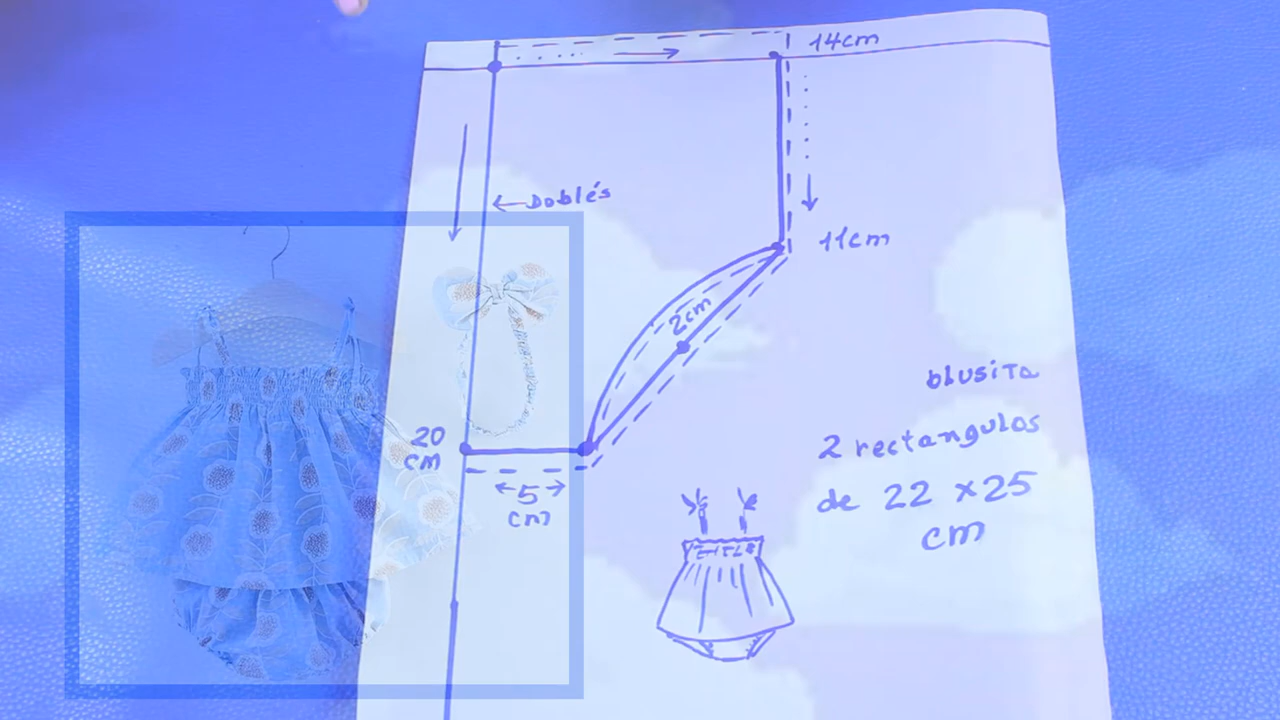 14cm
←Doblés
11cm
2cm
blusita
20
cm
2 rectangulos
←5→
cm
de 22 x25
cm